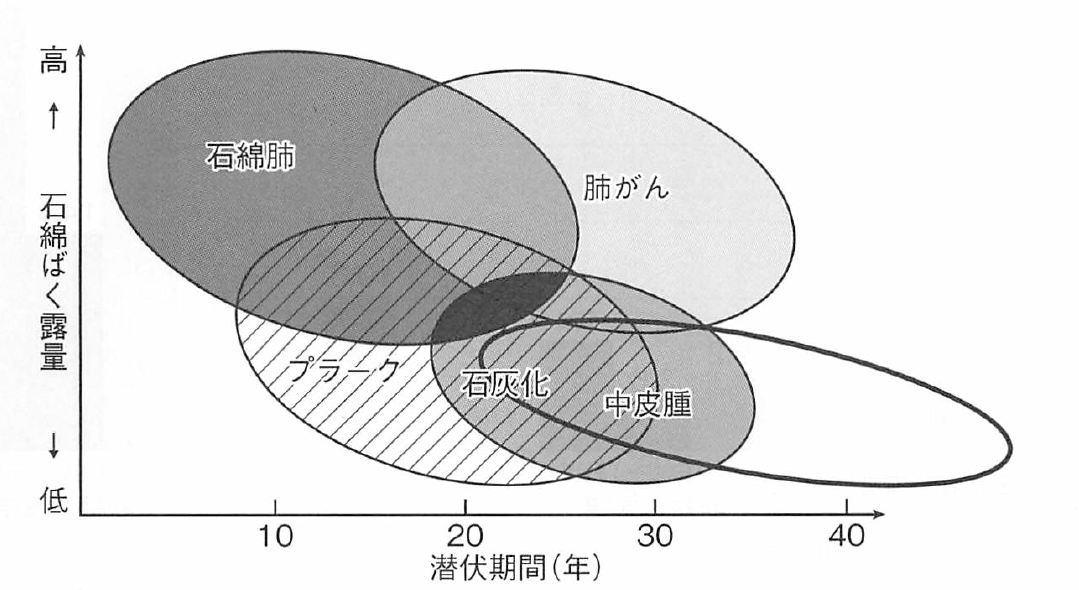 高
↑
石綿ばく露量
↓
低
石綿肺
肺がん
プラーク
石灰化
中皮腫
10 20 30 40
潜伏期間(年)